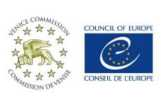 VENICE COMMISSION
COMMISSION DE VENISE
COUNCIL OF EUROPE
CONSEIL DE L'EUROPE